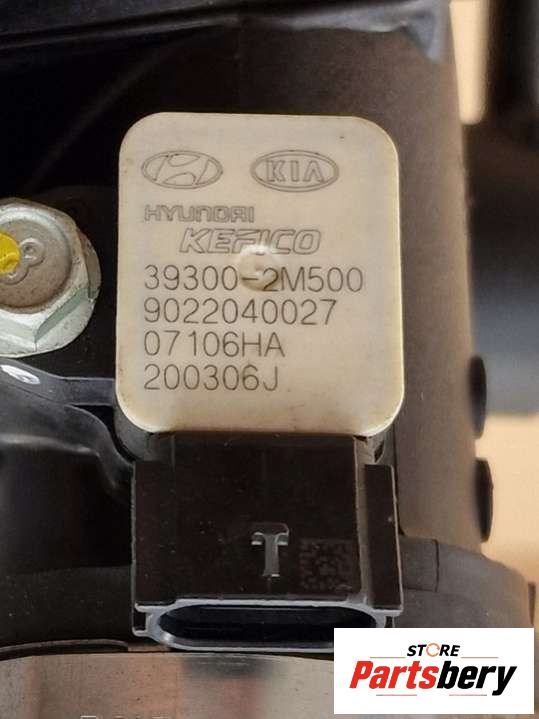 KIA
HYUNDAI
KEFICO
39300-2M500
9022040027
07106HA
200306J
T
STORE
Partsbery